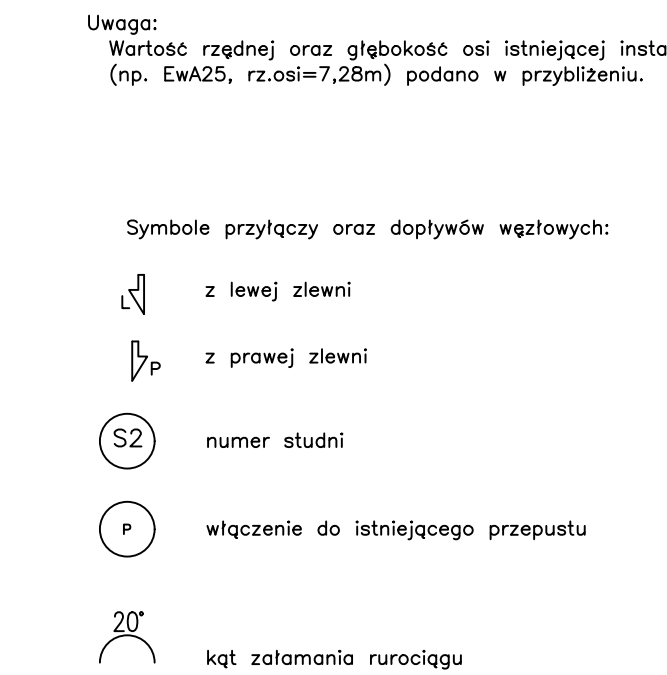 Uwaga:
Wartość rzędnej oraz głębokość osi istniejącej
(np. EwA25, rz.osi=7,28m) podano w przybliżeniu.
Symbole przyłączy oraz dopływów węzłowych:
L z lewej zlewni
P z prawej zlewni
S2 numer studni
P włączenie do istniejącego przepustu
20°
kąt załamania rurociągu